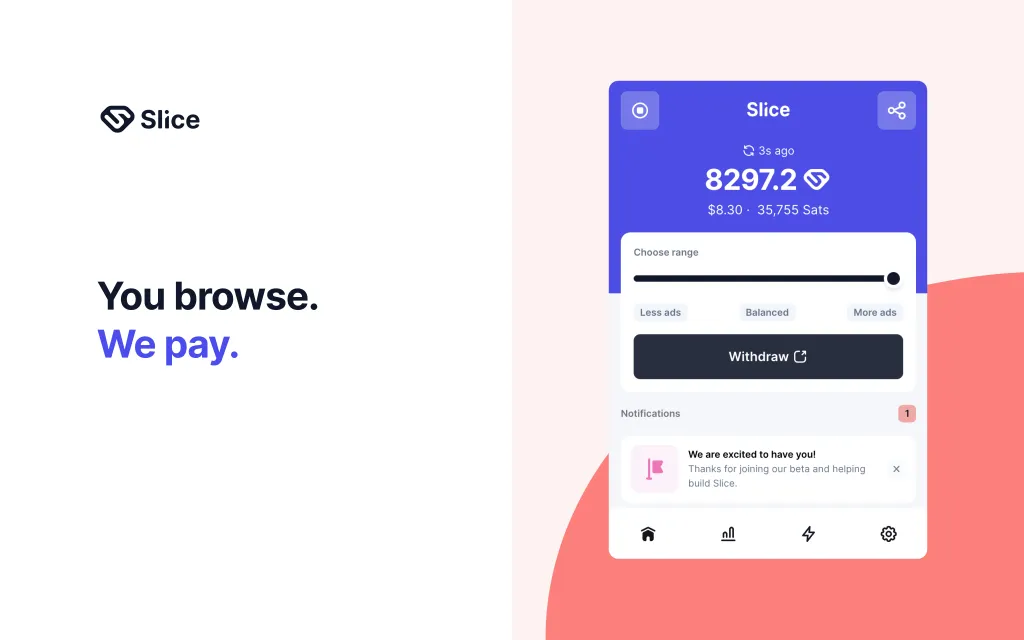 Slice
You browse.
We pay.
Slice
3s ago
8297.2
$8.30 · 35,755 Sats
Choose range
Less ads
Balanced
More ads
Withdraw
Notifications
1
We are excited to have you!
Thanks for joining our beta and helping
build Slice.